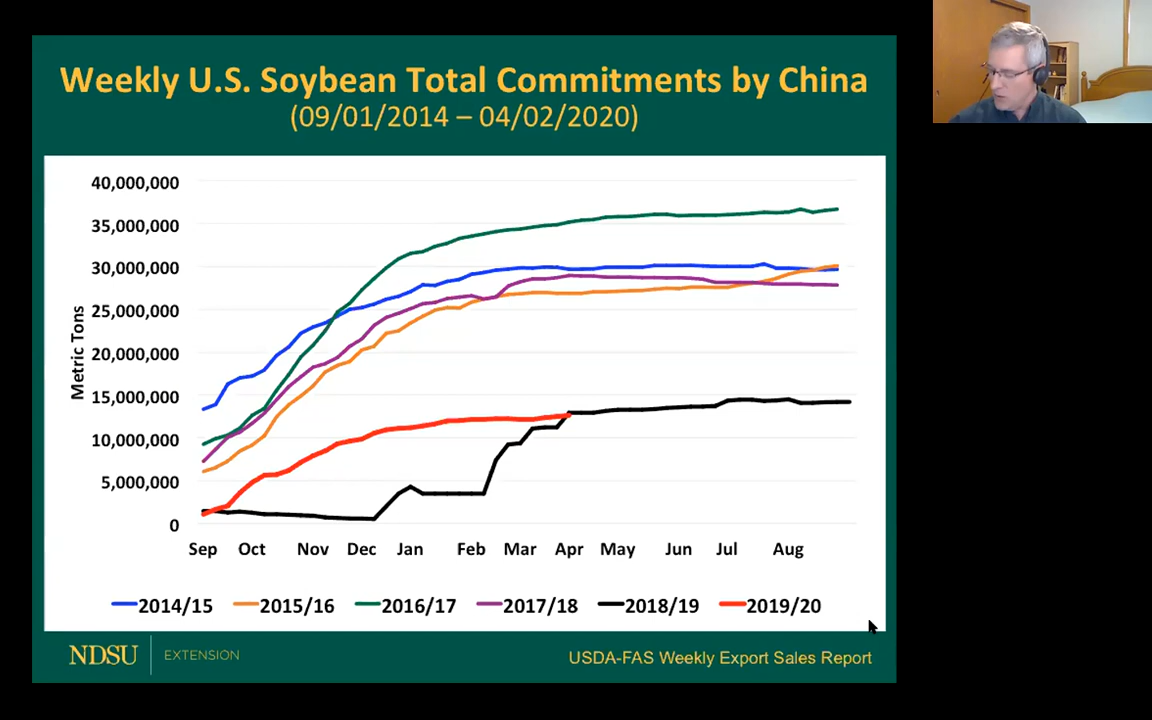 Weekly U.S. Soybean Total Commitments by China
(09/01/2014 – 04/02/2020)
40,000,000
35,000,000
30,000,000
25,000,000
20,000,000
15,000,000
10,000,000
5,000,000
0
Metric Tons
Sep Oct Nov Dec Jan Feb Mar Apr May Jun Jul Aug
2014/15 2015/16 2016/17 2017/18 2018/19 2019/20
NDSU EXTENSION
USDA-FAS Weekly Export Sales Report